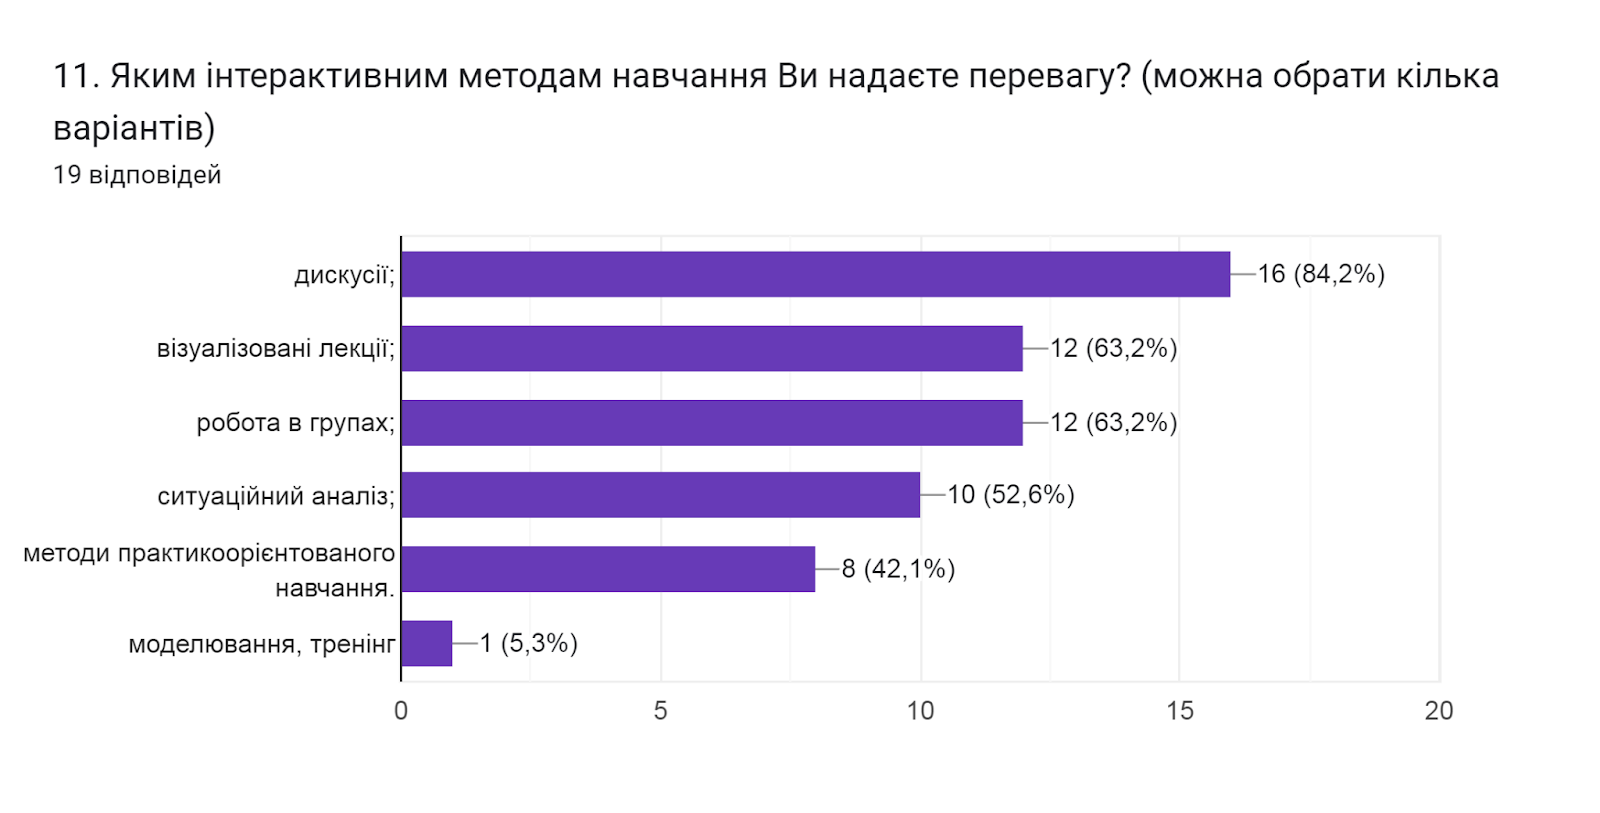 11. Яким інтерактивним методам навчання Ви надаєте перевагу? (можна обрати кілька
варіантів)
19 відповідей
дискусії;
16 (84,2%)
візуалізовані лекції;
12 (63,2%)
робота в групах;
12 (63,2%)
ситуаційний аналіз;
10 (52,6%)
методи практикоорієнтованого
навчання.
8 (42,1%)
моделювання, тренінг
1 (5,3%)
0 5 10 15 20